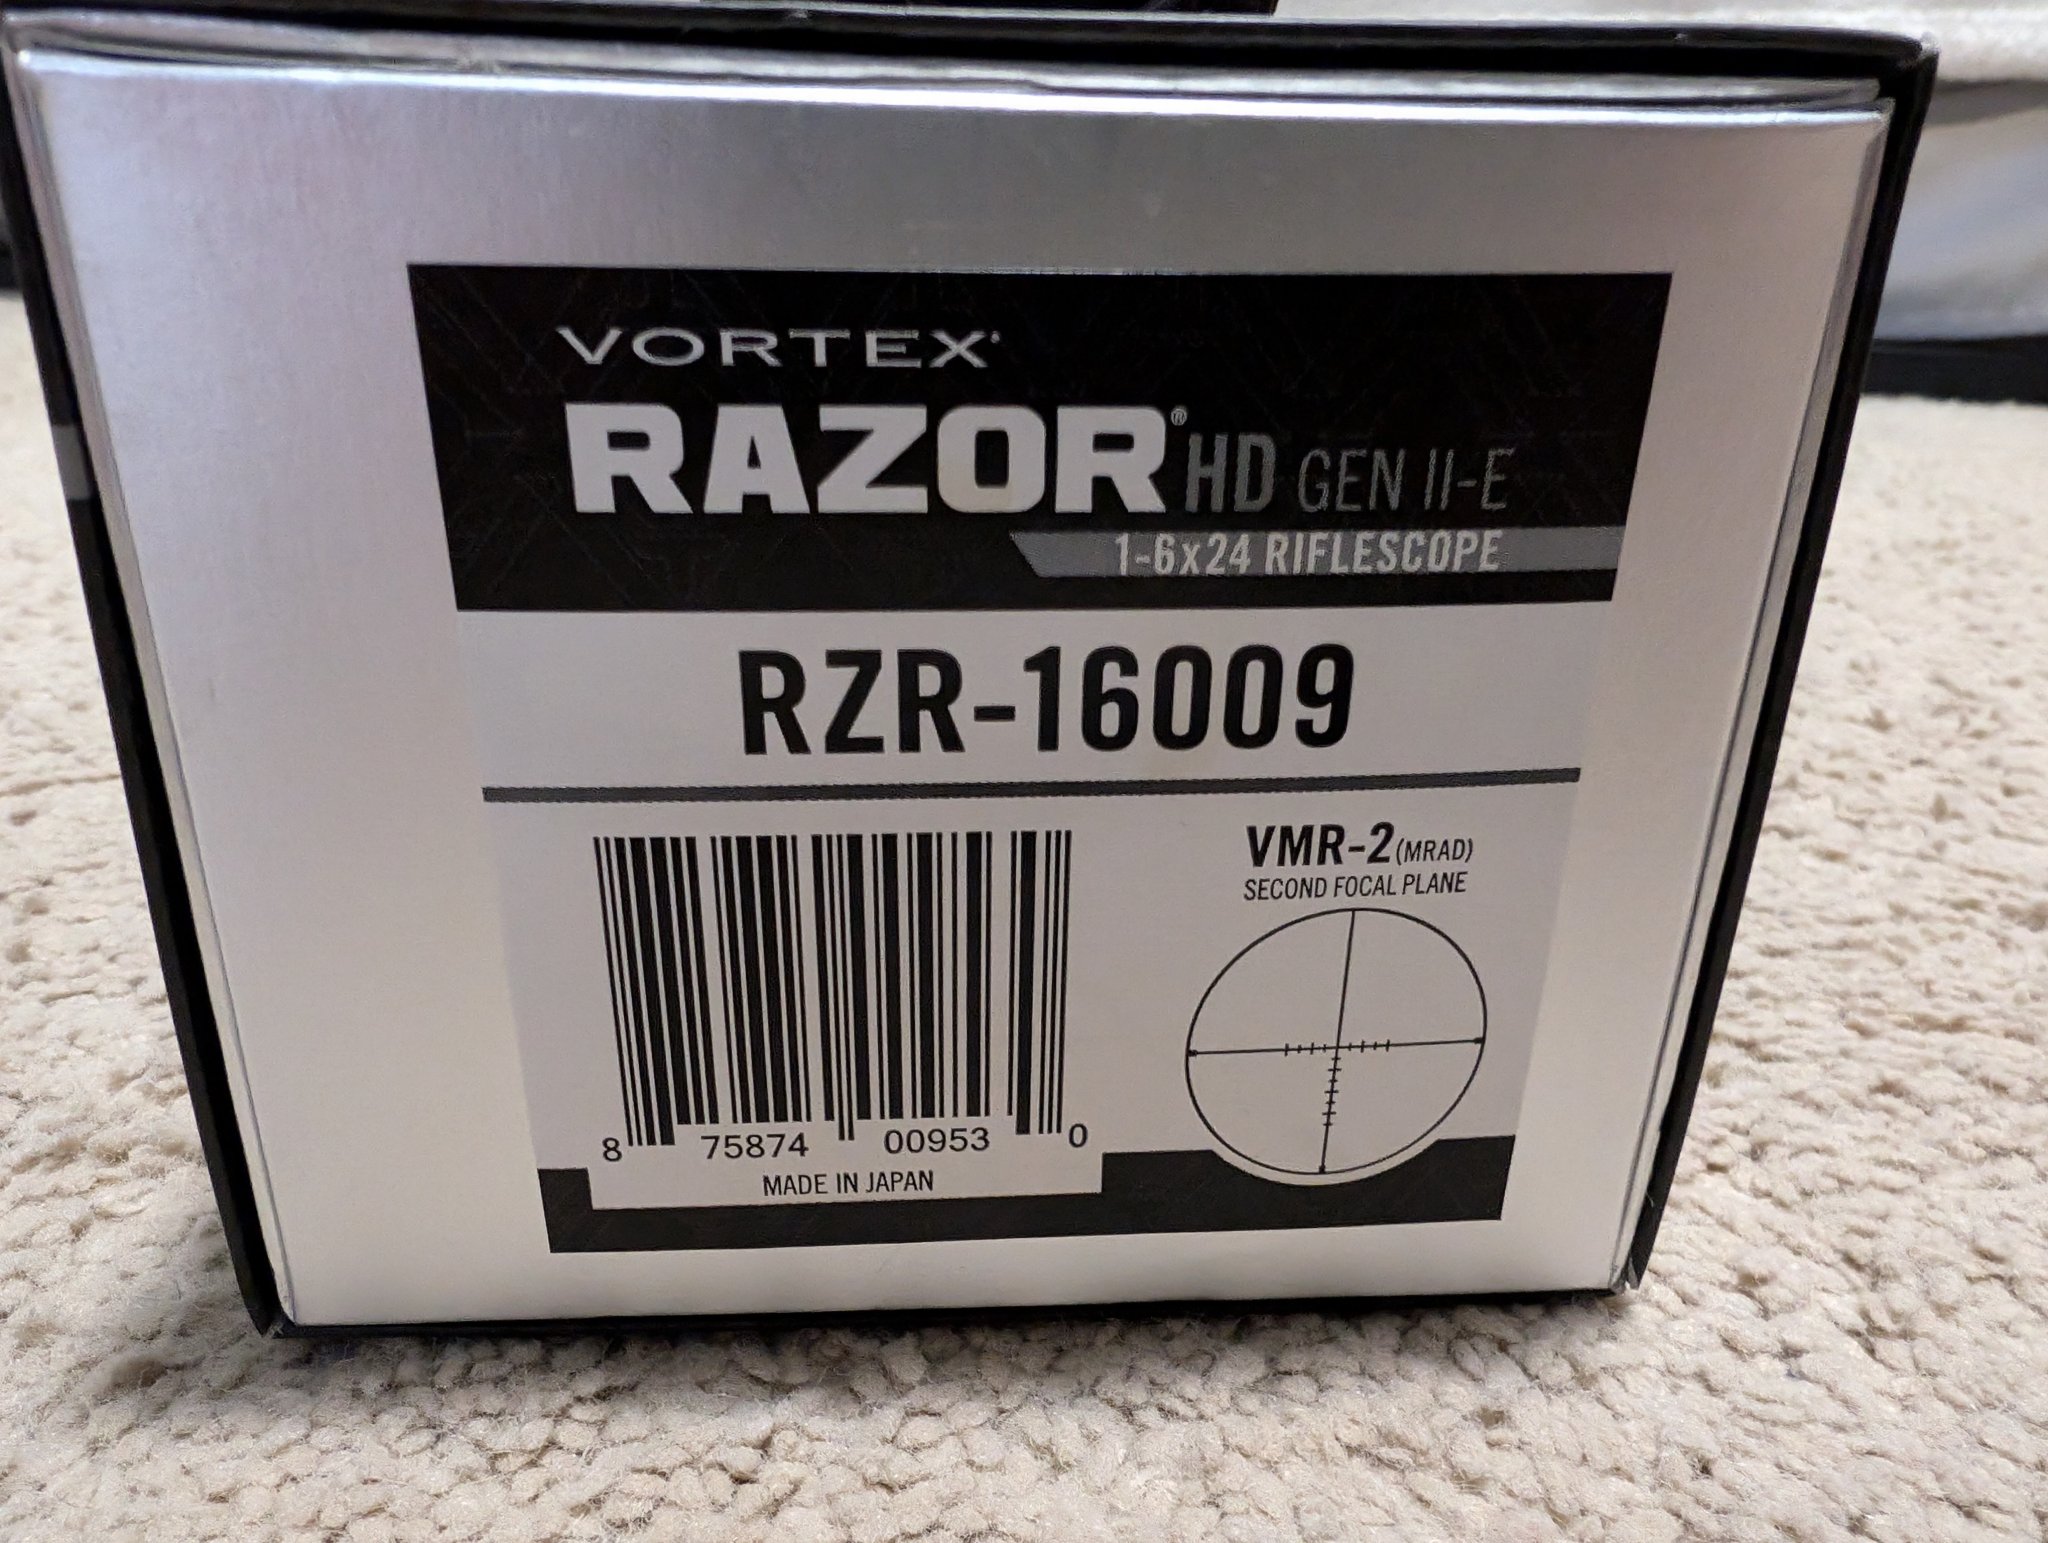 VORTEX®
RAZOR® HD GEN II-E
1-6x24 RIFLESCOPE
RZR-16009
VMR-2 (MRAD)
SECOND FOCAL PLANE
8 75874 00953 0
MADE IN JAPAN